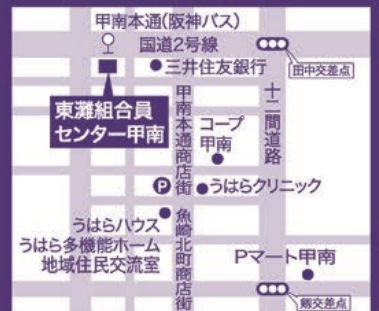 甲南本通(阪神バス)
国道2号線
三井住友銀行
田中交差点
東灘組合員
センター甲南
甲南本通商店街
コープ
甲南
十二間道路
P
うはらクリニック
うはらハウス
うはら多機能ホーム
地域住民交流室
魚崎北町商店街
Pマート甲南
剱交差点